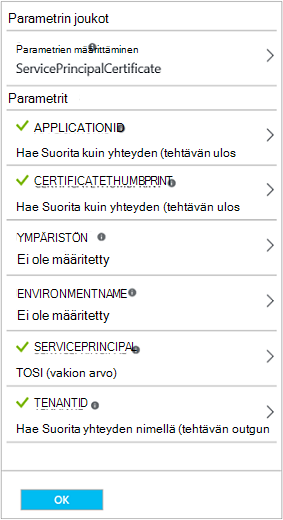 Parametrin joukot
Parametrien määrittäminen
ServicePrincipalCertificate
Parametrit
APPLICATIONID
Hae Suorita kuin yhteyden (tehtävän ulos
CERTIFICATETHUMBPRINT
Hae Suorita kuin yhteyden (tehtävän ulos
YMPÄRISTÖN
Ei ole määritetty
ENVIRONMENTNAME
Ei ole määritetty
SERVICEPRINCIPAL
TOSI (vakion arvo)
TENANTID
Hae Suorita yhteyden nimellä (tehtävän outgun
OK